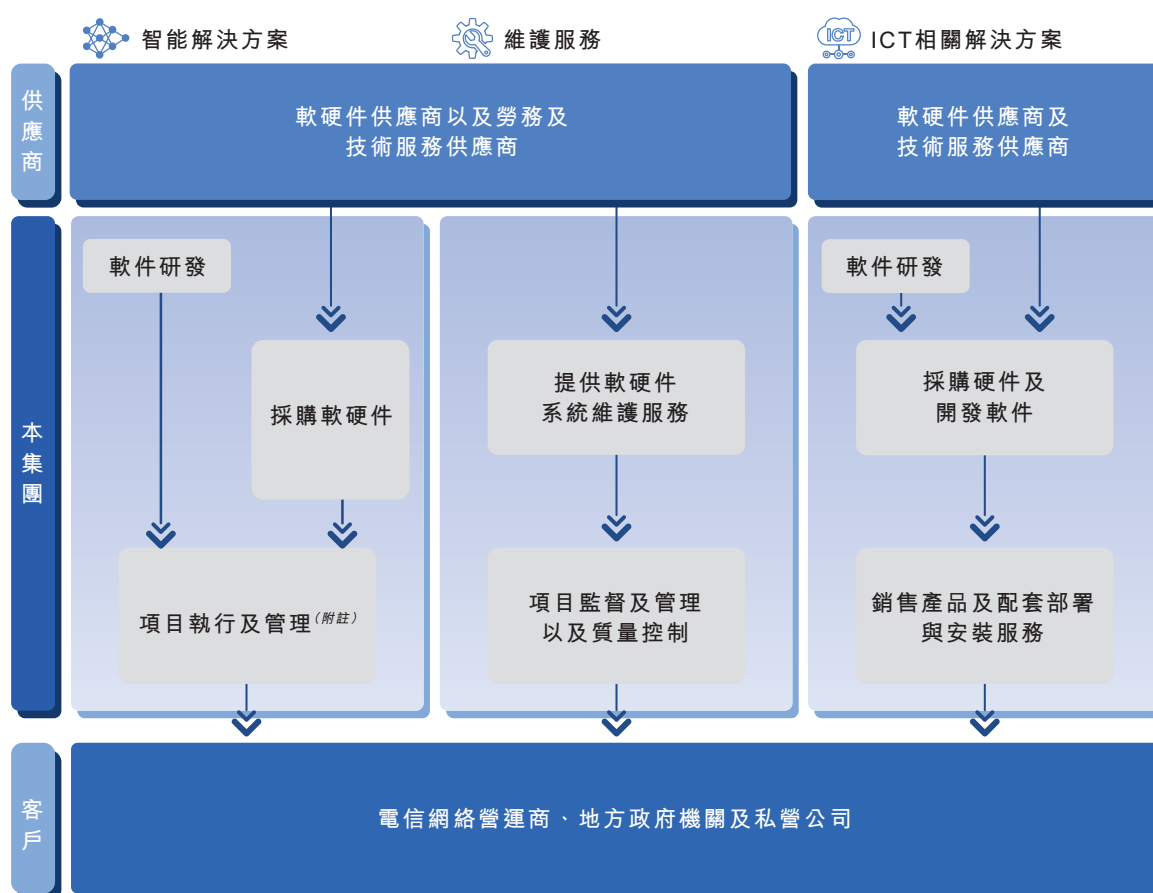 智能解決方案
維護服務
ICT
ICT相關解決方案
供應商
軟硬件供應商以及勞務及
技術服務供應商
軟硬件供應商及
技術服務供應商
本集團
軟件研發
採購軟硬件
項目執行及管理(附註)
提供軟硬件
系統維護服務
項目監督及管理
以及質量控制
軟件研發
採購硬件及
開發軟件
銷售產品及配套部署
與安裝服務
客戶
電信網絡營運商、地方政府機關及私營公司